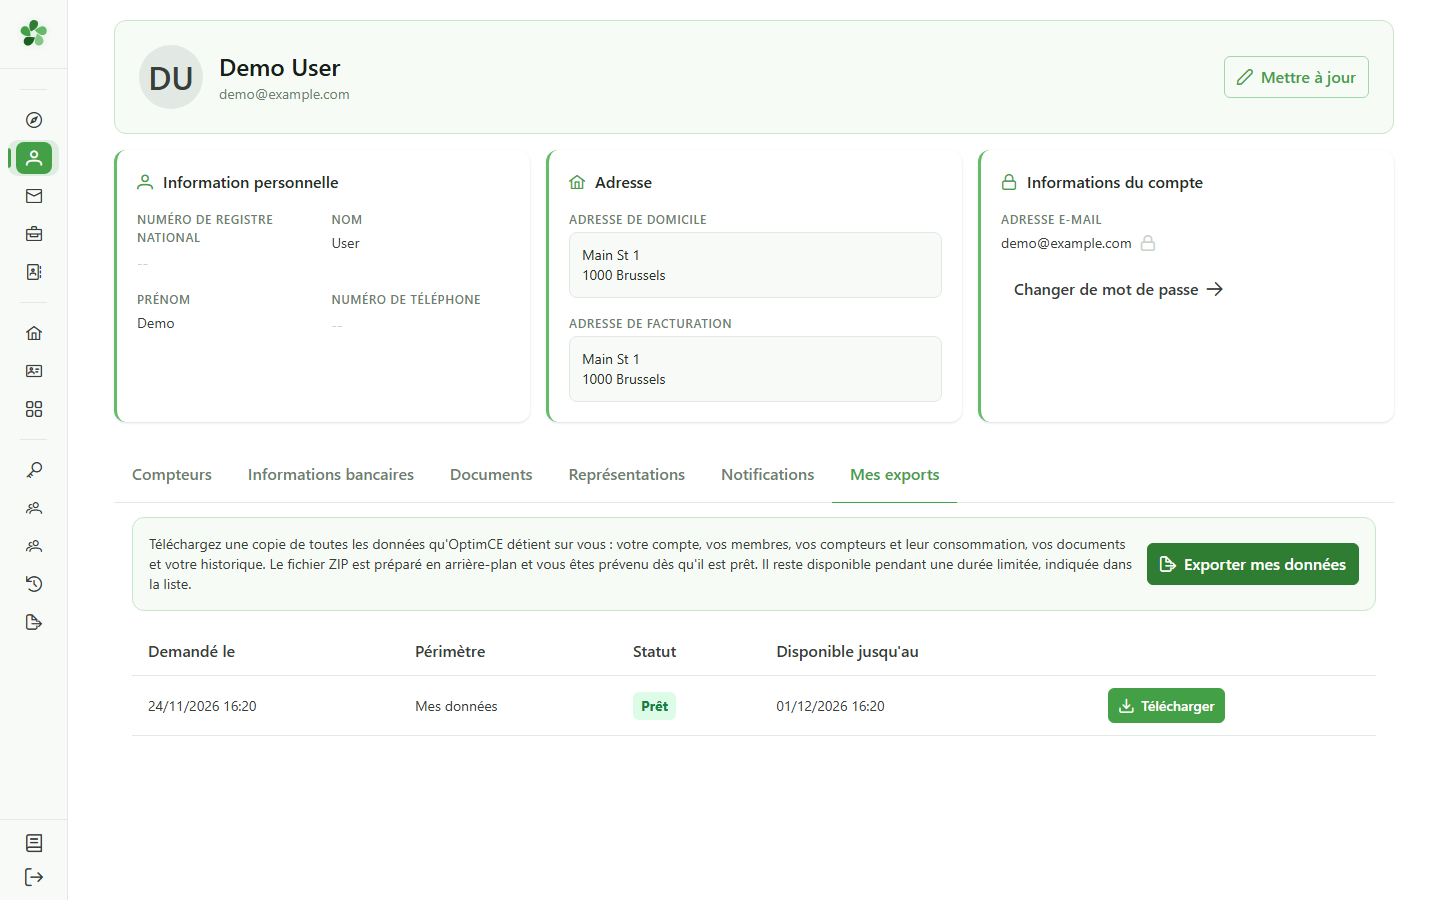 DU
Demo User
demo@example.com
Mettre à jour
Information personnelle
NUMÉRO DE REGISTRE
NATIONAL
--
NOM
User
PRÉNOM
Demo
NUMÉRO DE TÉLÉPHONE
--
Adresse
ADRESSE DE DOMICILE
Main St 1
1000 Brussels
ADRESSE DE FACTURATION
Main St 1
1000 Brussels
Informations du compte
ADRESSE E-MAIL
demo@example.com
Changer de mot de passe
Compteurs Informations bancaires Documents Représentations Notifications Mes exports
Téléchargez une copie de toutes les données qu'OptimCE détient sur vous : votre compte, vos membres, vos compteurs et leur consommation, vos documents
et votre historique. Le fichier ZIP est préparé en arrière-plan et vous êtes prévenu dès qu'il est prêt. Il reste disponible pendant une durée limitée, indiquée dans
la liste.
Exporter mes données
Demandé le Périmètre Statut Disponible jusqu'au
24/11/2026 16:20 Mes données Prêt 01/12/2026 16:20 Télécharger